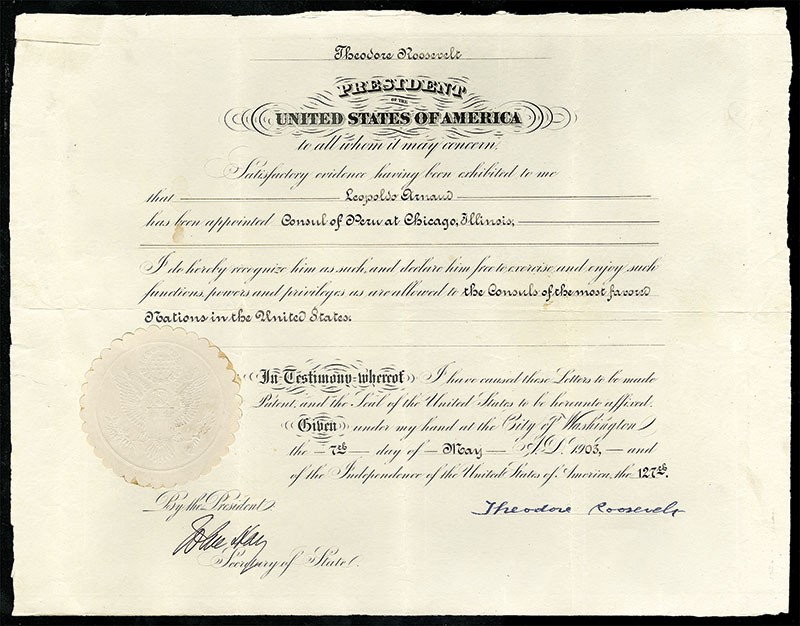 Theodore Roosevelt
PRESIDENT
OF THE
UNITED STATES OF AMERICA
to all whom it may concern:
Satisfactory evidence having been exhibited to me
that Leopoldo Arnaud
has been appointed Consul of Peru at Chicago, Illinois;
I do hereby recognize him as such, and declare him free to exercise and enjoy such
functions, powers and privileges as are allowed to the Consuls of the most favored
Nations in the United States.
In Testimony whereof I have caused these Letters to be made
Patent, and the Seal of the United States to be hereunto affixed.
Given under my hand at the City of Washington
the 7th day of May A.D. 1903, and
of the Independence of the United States of America, the 127th.
By the President
Theodore Roosevelt
John Hay
Secretary of State.